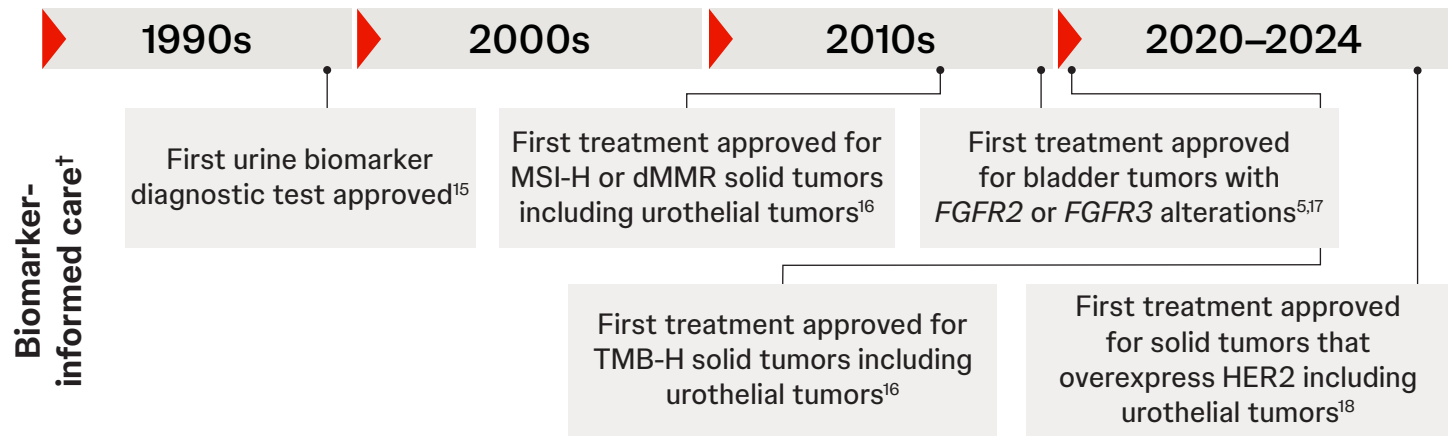 1990s
2000s
2010s
2020–2024
Biomarker-
informed care†
First urine biomarker
diagnostic test approved15
First treatment approved for
MSI-H or dMMR solid tumors
including urothelial tumors16
First treatment approved
for bladder tumors with
FGFR2 or FGFR3 alterations5,17
First treatment approved for
TMB-H solid tumors including
urothelial tumors16
First treatment approved
for solid tumors that
overexpress HER2 including
urothelial tumors18